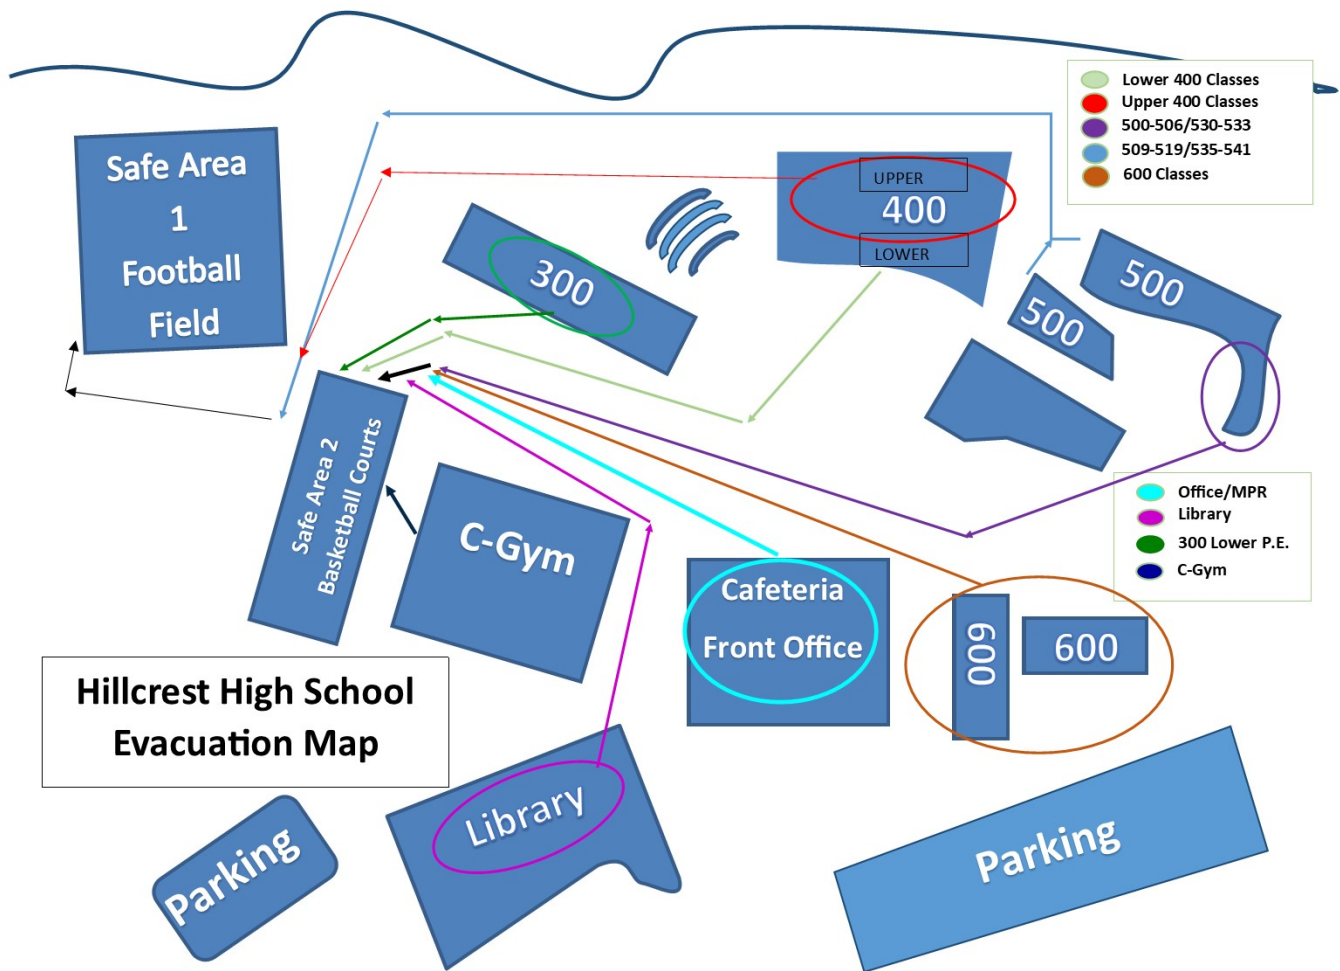 Lower 400 Classes
Upper 400 Classes
500-506/530-533
509-519/535-541
600 Classes
Safe Area
1
Football
Field
UPPER
400
LOWER
300
500
500
Safe Area 2
Basketball Courts
C-Gym
Office/MPR
Library
300 Lower P.E.
C-Gym
Cafeteria
Front Office
600
600
Hillcrest High School
Evacuation Map
Library
Parking
Parking